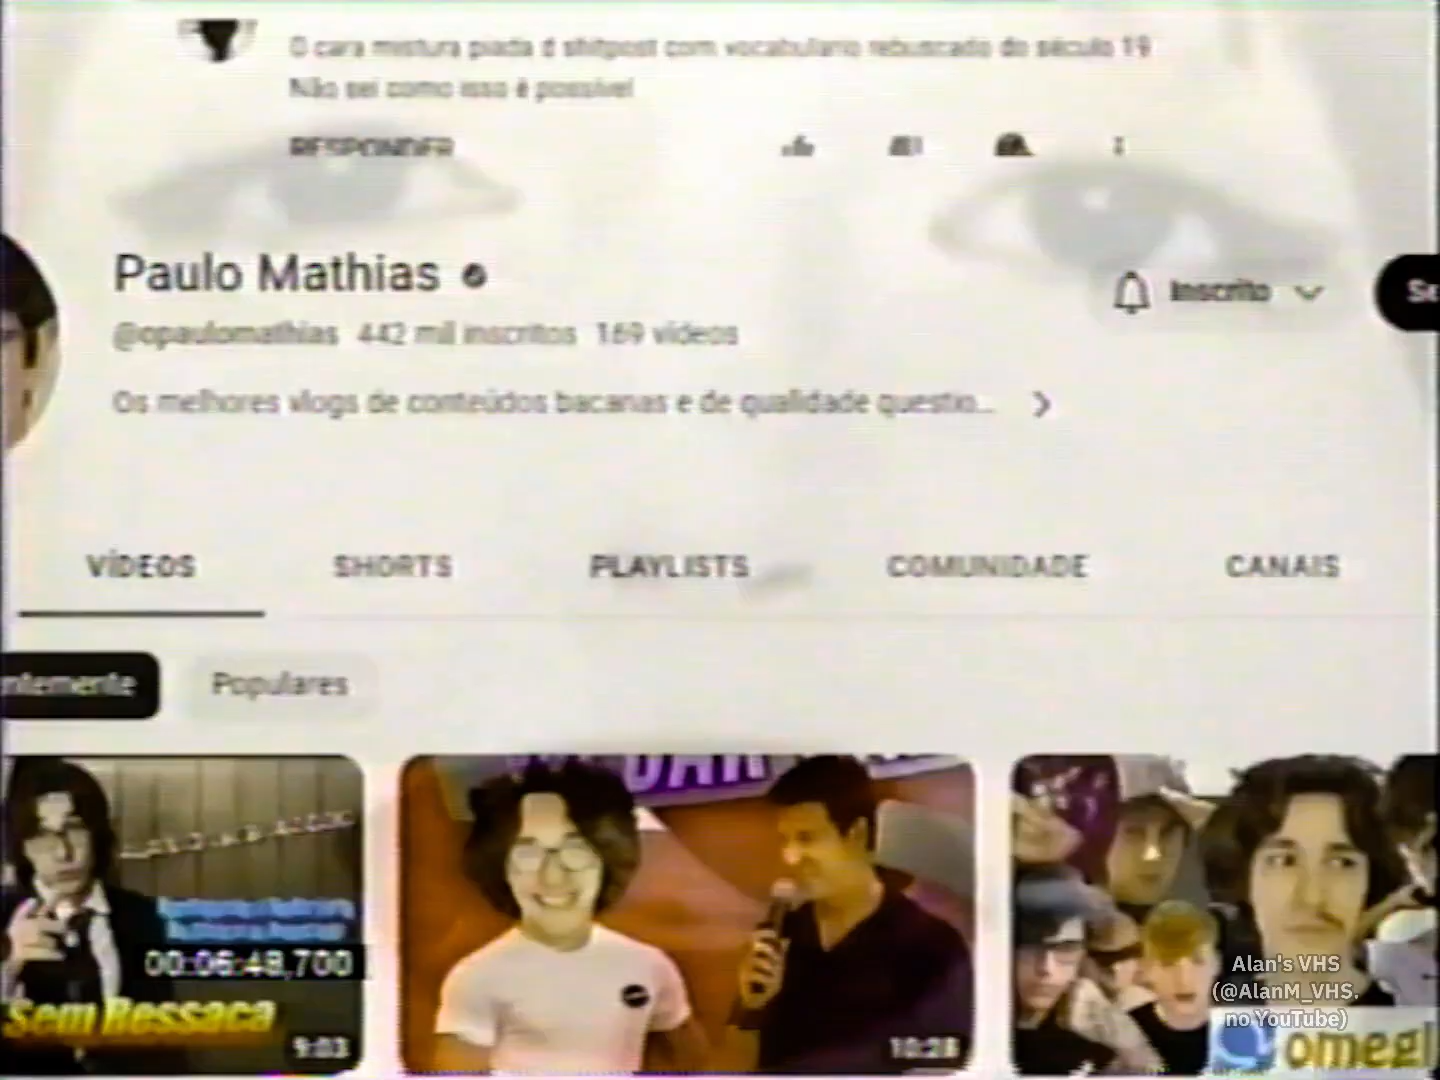 O cara mistura piada d shitpost com vocabulario rebuscado do século 19
Não sei como isso é possível
RESPONDER
Paulo Mathias
Inscrito
@opaulomathias 442 mil inscritos 169 vídeos
Os melhores vlogs de conteúdos bacanas e de qualidade questio...
VÍDEOS SHORTS PLAYLISTS COMUNIDADE CANAIS
ntemente Populares
00:06:48,700
Sem Ressaca
9:03
10:28
Alan's VHS
(@AlanM_VHS,
no YouTube)
omegl